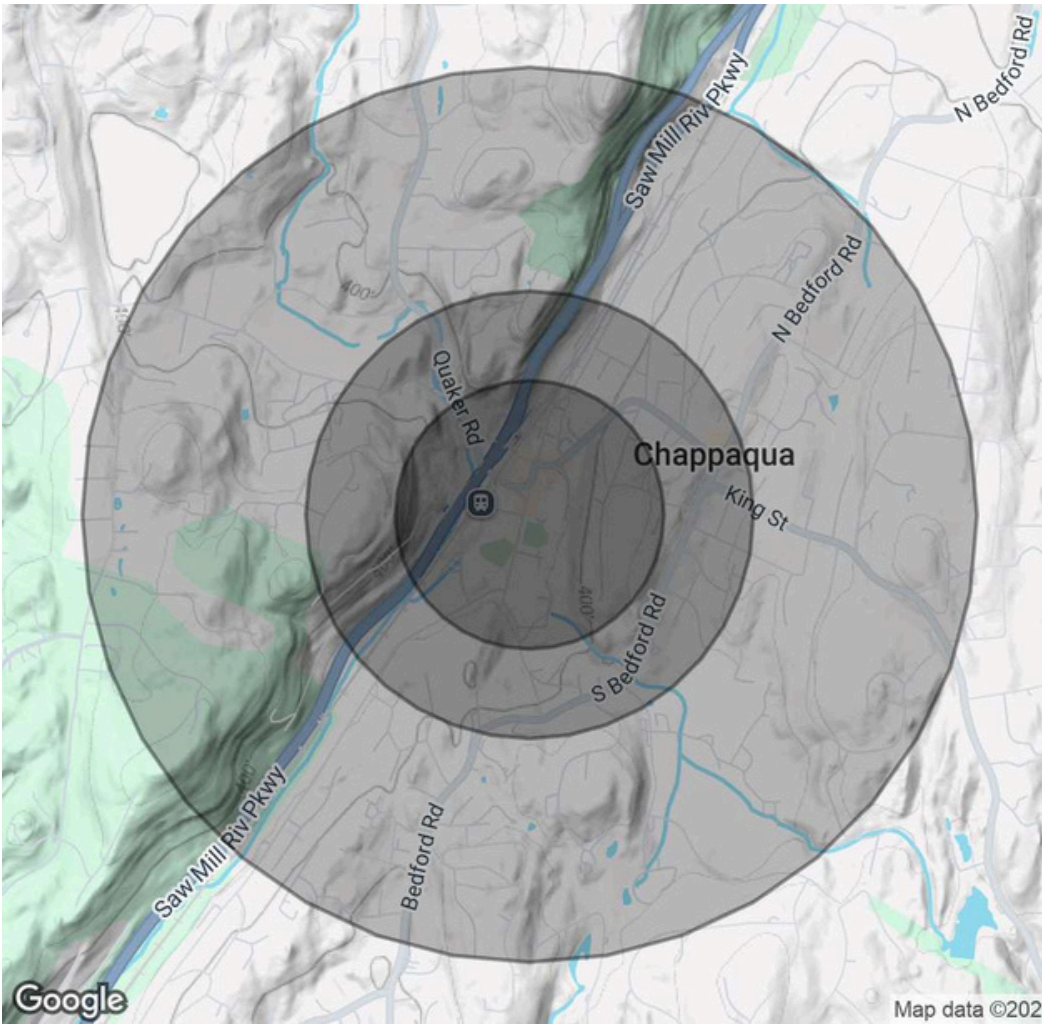 N Bedford Rd
Saw Mill Riv Pkwy
N Bedford Rd
400'
400'
Quaker Rd
Chappaqua
King St
400'
S Bedford Rd
400'
Bedford Rd
Saw Mill Riv Pkwy
Google
Map data ©202